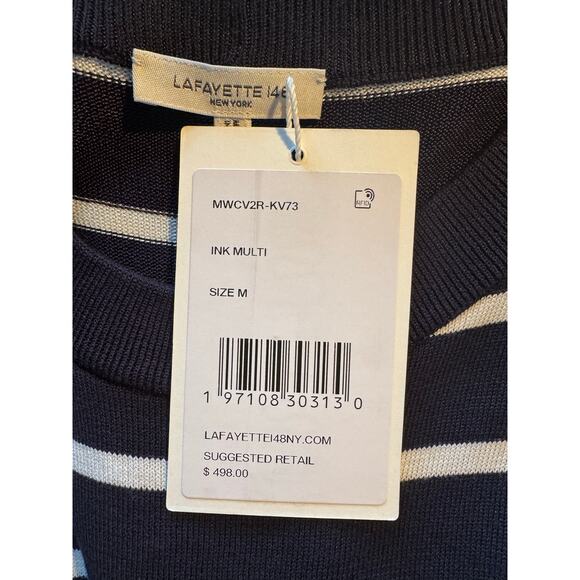 LAFAYETTE 148
NEW YORK
MWCV2R-KV73
RFID
INK MULTI
SIZE M
1 97108 30313 0
LAFAYETTE148NY.COM
SUGGESTED RETAIL
$ 498.00